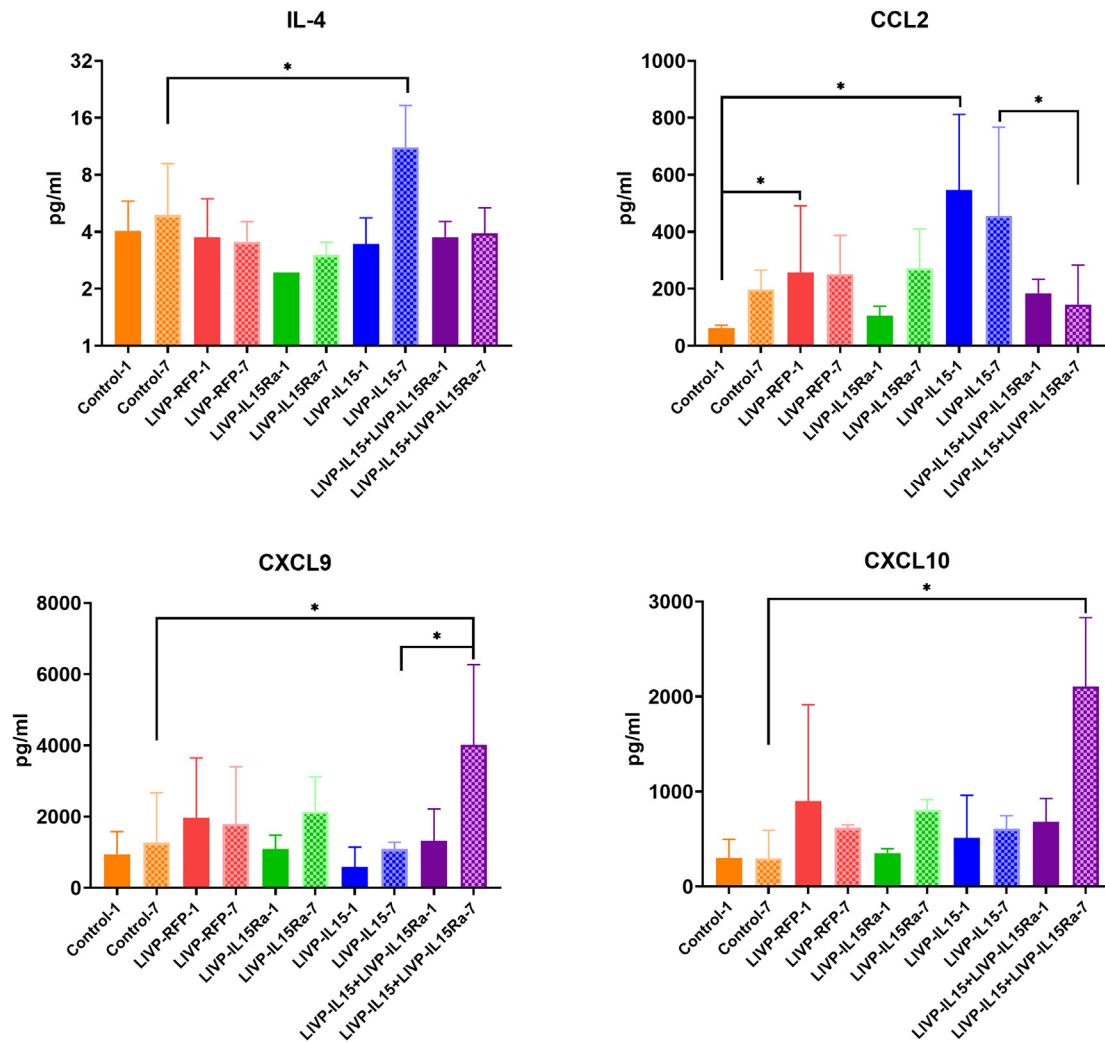 IL-4
pg/ml
32
16
8
4
2
1
*
Control-1
Control-7
LIVP-RFP-1
LIVP-RFP-7
LIVP-IL15Ra-1
LIVP-IL15Ra-7
LIVP-IL15-1
LIVP-IL15-7
LIVP-IL15+LIVP-IL15Ra-1
LIVP-IL15+LIVP-IL15Ra-7
CCL2
pg/ml
1000
800
600
400
200
0
*
*
*
Control-1
Control-7
LIVP-RFP-1
LIVP-RFP-7
LIVP-IL15Ra-1
LIVP-IL15Ra-7
LIVP-IL15-1
LIVP-IL15-7
LIVP-IL15+LIVP-IL15Ra-1
LIVP-IL15+LIVP-IL15Ra-7
CXCL9
pg/ml
8000
6000
4000
2000
0
*
*
Control-1
Control-7
LIVP-RFP-1
LIVP-RFP-7
LIVP-IL15Ra-1
LIVP-IL15Ra-7
LIVP-IL15-1
LIVP-IL15-7
LIVP-IL15+LIVP-IL15Ra-1
LIVP-IL15+LIVP-IL15Ra-7
CXCL10
pg/ml
3000
2000
1000
0
*
Control-1
Control-7
LIVP-RFP-1
LIVP-RFP-7
LIVP-IL15Ra-1
LIVP-IL15Ra-7
LIVP-IL15-1
LIVP-IL15-7
LIVP-IL15+LIVP-IL15Ra-1
LIVP-IL15+LIVP-IL15Ra-7